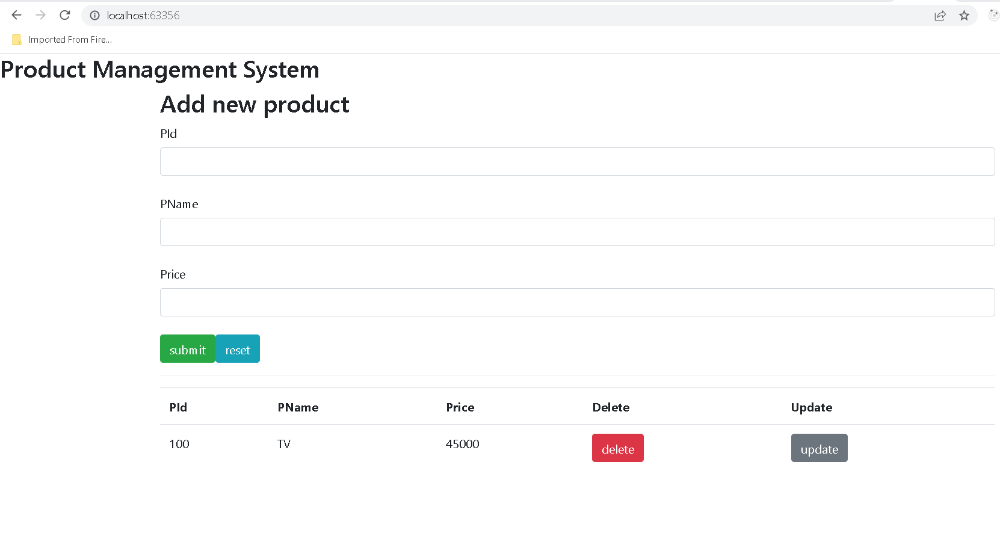 localhost:63356
Imported From Fire...
Product Management System
Add new product
PId
PName
Price
submit reset
PId PName Price Delete Update
100 TV 45000 delete update